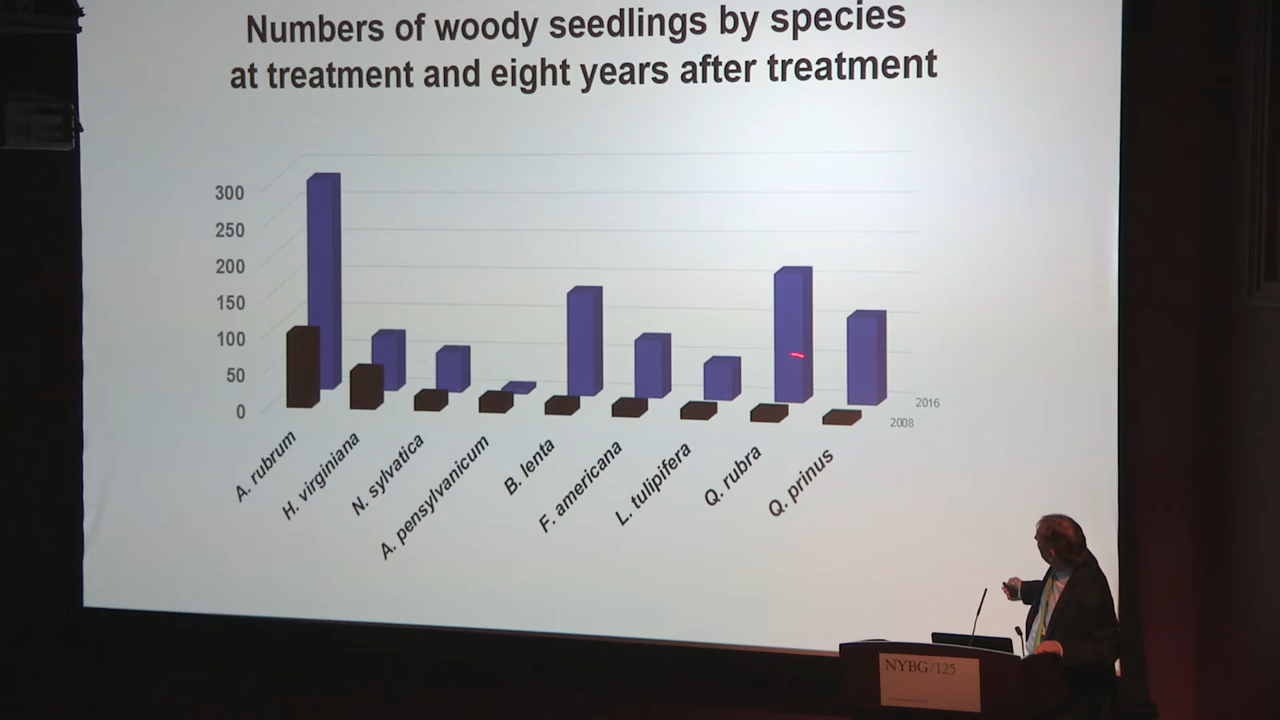 Numbers of woody seedlings by species
at treatment and eight years after treatment
300
250
200
150
100
50
0
2016
2008
A. rubrum
H. virginiana
N. sylvatica
A. pensylvanicum
B. lenta
F. americana
L. tulipifera
Q. rubra
Q. prinus
NYBG/125